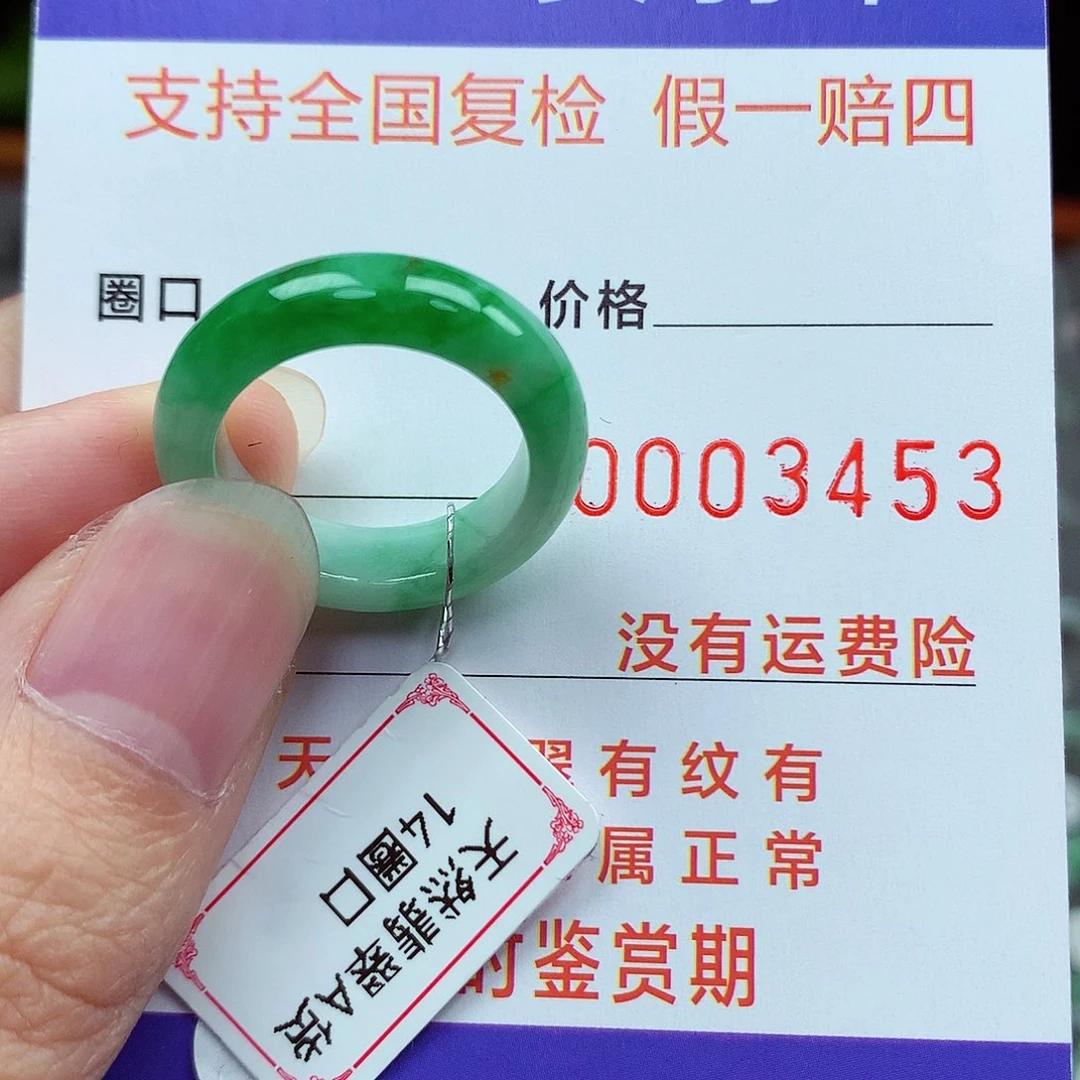 支持全国复检 假一赔四
圈口 价格
0003453
没有运费险
天 翠有纹有
属正常
时鉴赏期
天然翡翠A货
14圈口